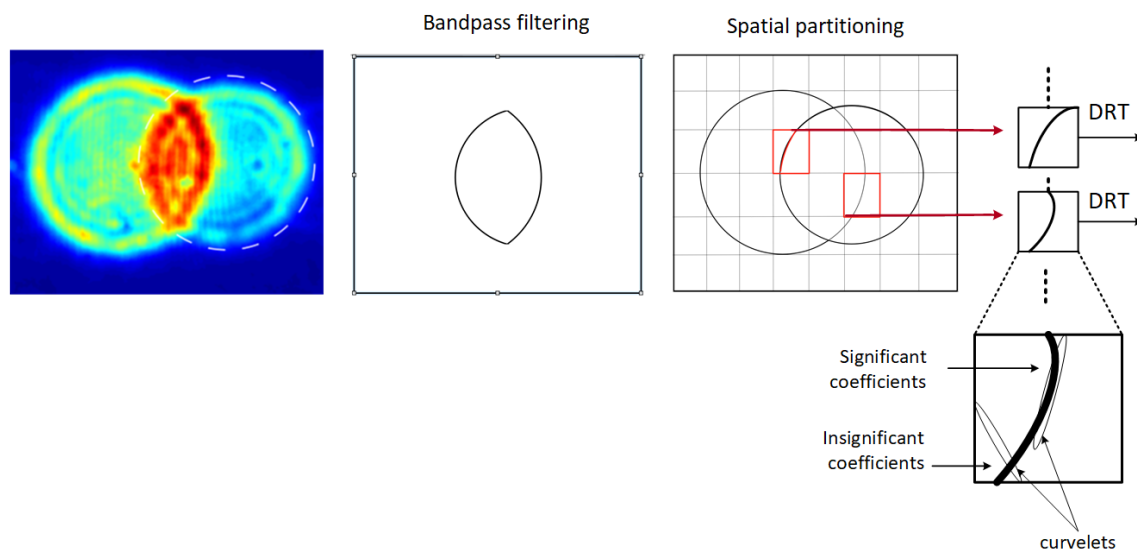 Bandpass filtering
Spatial partitioning
DRT
DRT
Significant
coefficients
Insignificant
coefficients
curvelets